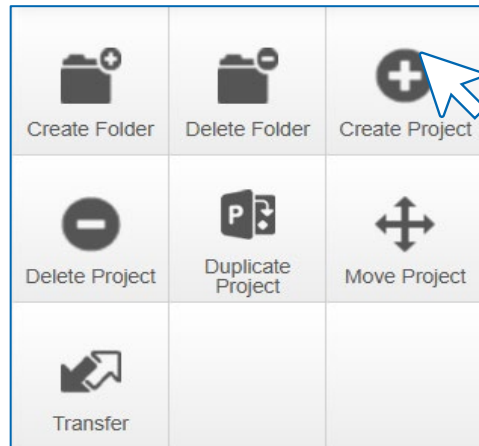 Create Folder
Delete Folder
Create Project
Delete Project
P
Duplicate
Project
Move Project
Transfer